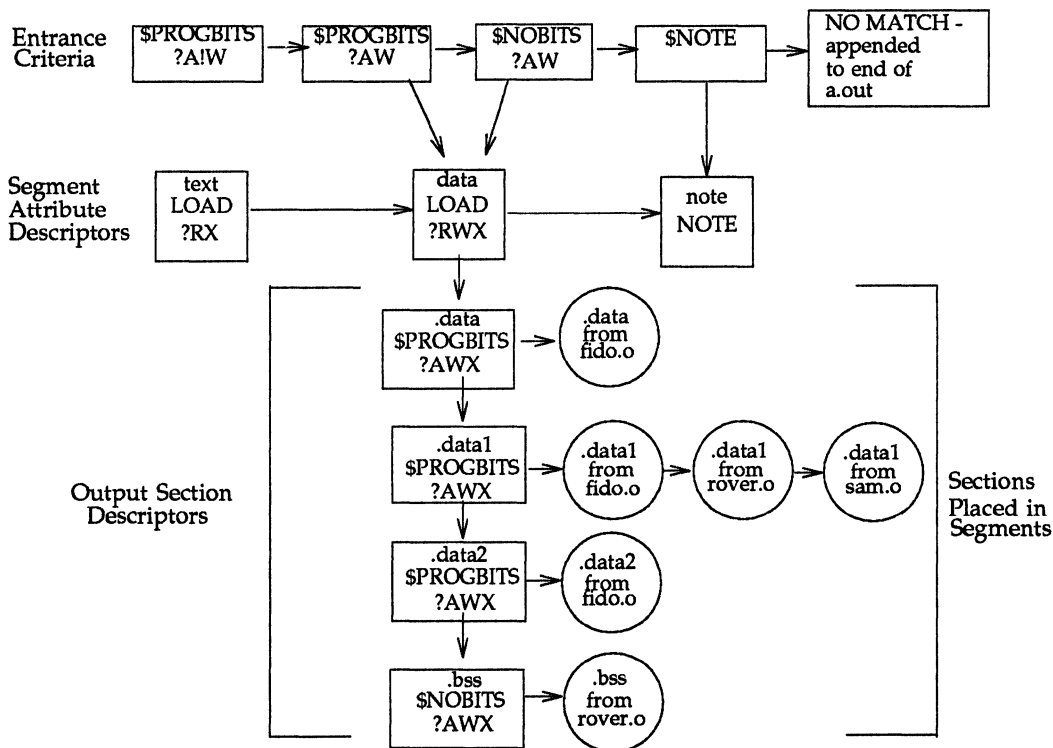 Entrance
Criteria
$PROGBITS
?A!W
$PROGBITS
?AW
$NOBITS
?AW
$NOTE
NO MATCH -
appended
to end of
a.out
Segment
Attribute
Descriptors
text
LOAD
?RX
data
LOAD
?RWX
note
NOTE
.data
$PROGBITS
?AWX
.data
from
fido.o
.data1
$PROGBITS
?AWX
.data1
from
fido.o
.data1
from
rover.o
.data1
from
sam.o
Output Section
Descriptors
Sections
Placed in
Segments
.data2
$PROGBITS
?AWX
.data2
from
fido.o
.bss
$NOBITS
?AWX
.bss
from
rover.o